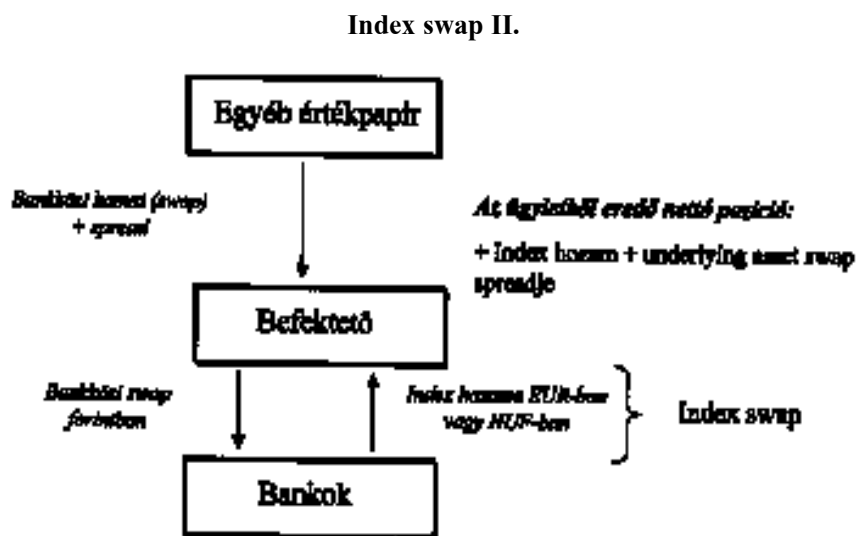 Index swap II.
Egyéb értékpapír
Bankközi kamat (swap)
+ spread
Az ügyletből eredő nettó pozíció:
+ index hozam + underlying asset swap
spreadje
Befektető
Bankközi swap
forintban
Index hozama EUR-ban
vagy HUF-ban
Index swap
Bankok